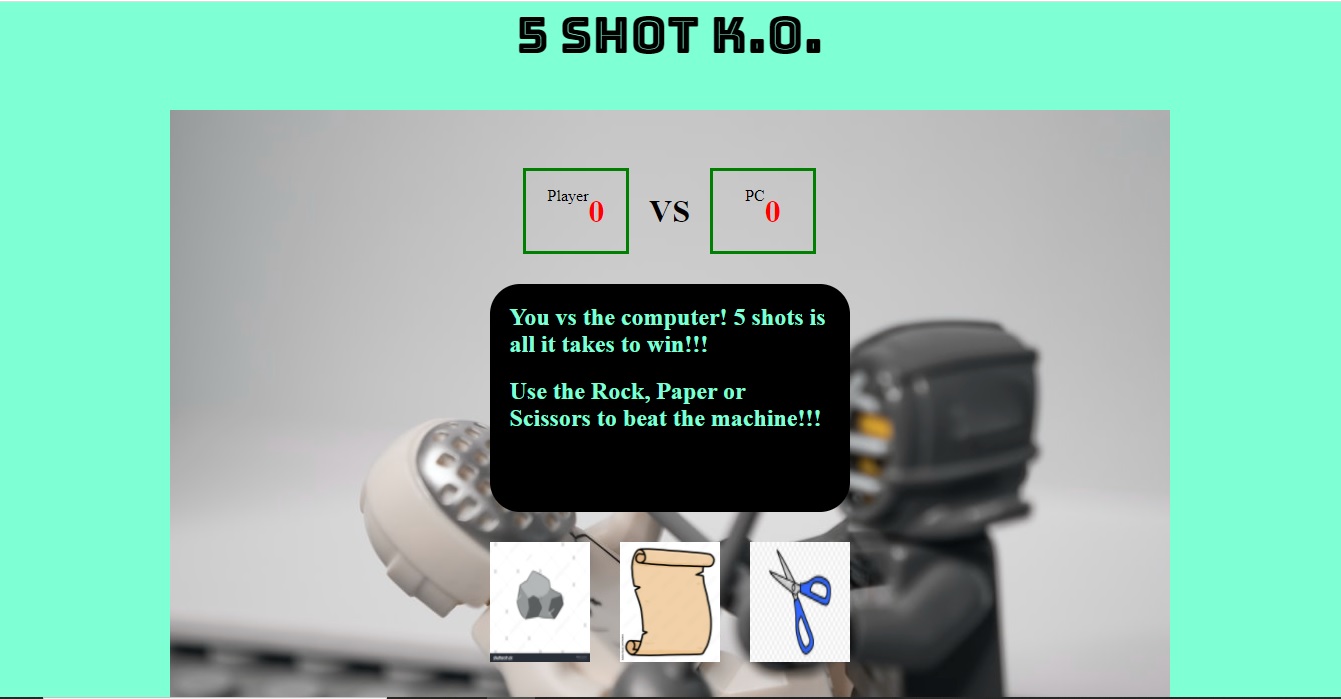 5 SHOT K.O.
Player 0 VS PC 0
You vs the computer! 5 shots is
all it takes to win!!!
Use the Rock, Paper or
Scissors to beat the machine!!!